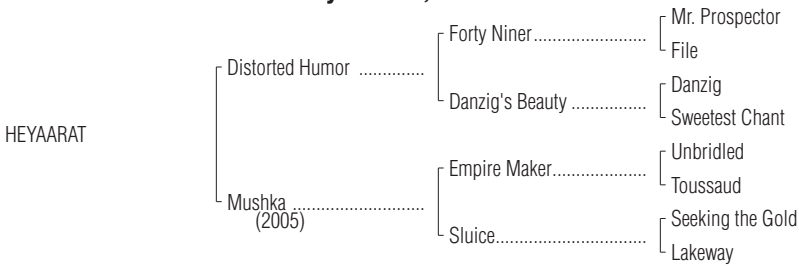 Mr. Prospector
Forty Niner
File
Distorted Humor
Danzig
Danzig's Beauty
Sweetest Chant
HEYAARAT
Unbridled
Empire Maker
Toussaud
Mushka
(2005)
Seeking the Gold
Sluice
Lakeway